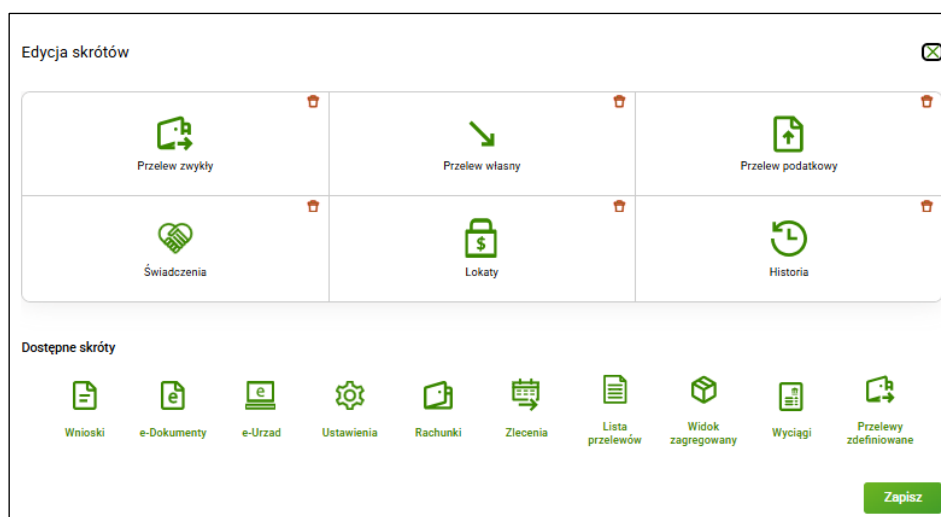 Edycja skrótów
Przelew zwykły
Przelew własny
Przelew podatkowy
$
Świadczenia
Lokaty
Historia
Dostępne skróty
e
e
Wnioski
e-Dokumenty
e-Urzad
Ustawienia
Rachunki
Zlecenia
Lista
przelewów
Widok
zagregowany
Wyciągi
Przelewy
zdefiniowane
Zapisz